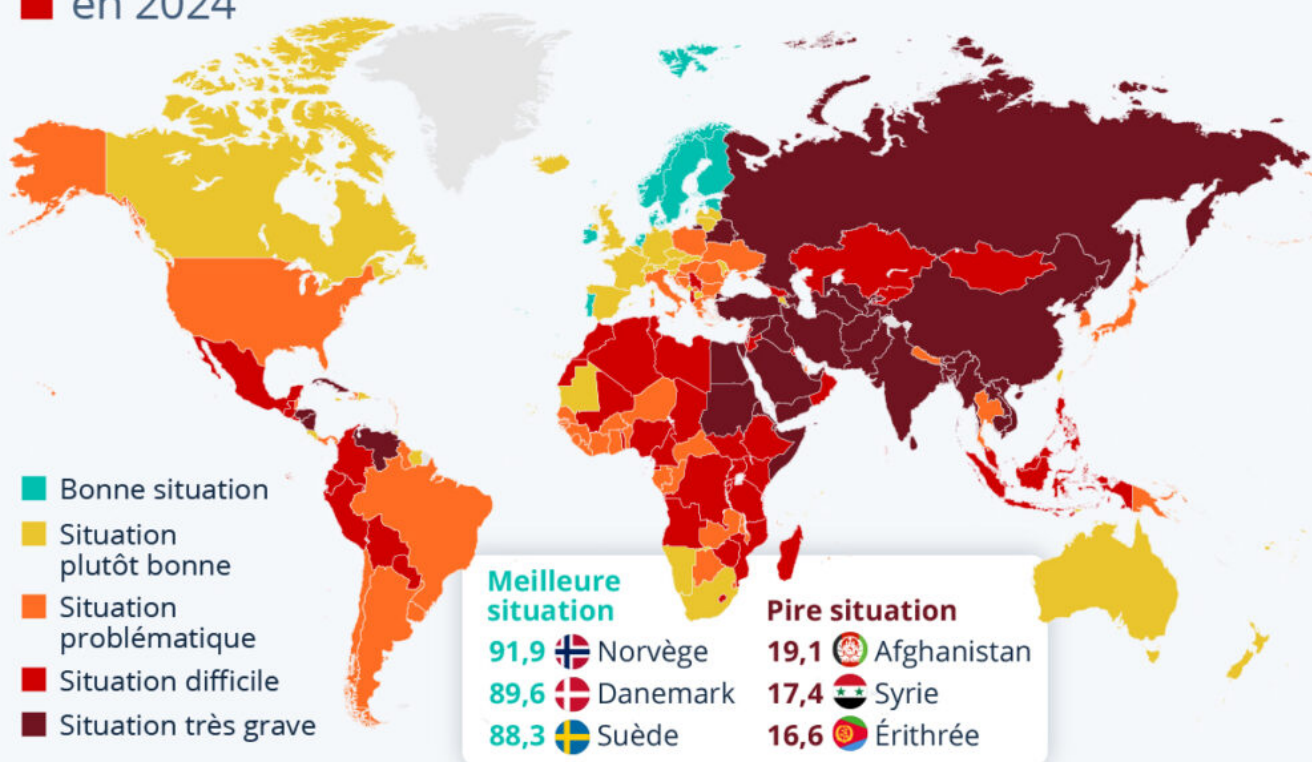 en 2024
Bonne situation
Situation
plutôt bonne
Situation
problématique
Situation difficile
Situation très grave
Meilleure
situation
91,9 Norvège
89,6 Danemark
88,3 Suède
Pire situation
19,1 Afghanistan
17,4 Syrie
16,6 Érithrée